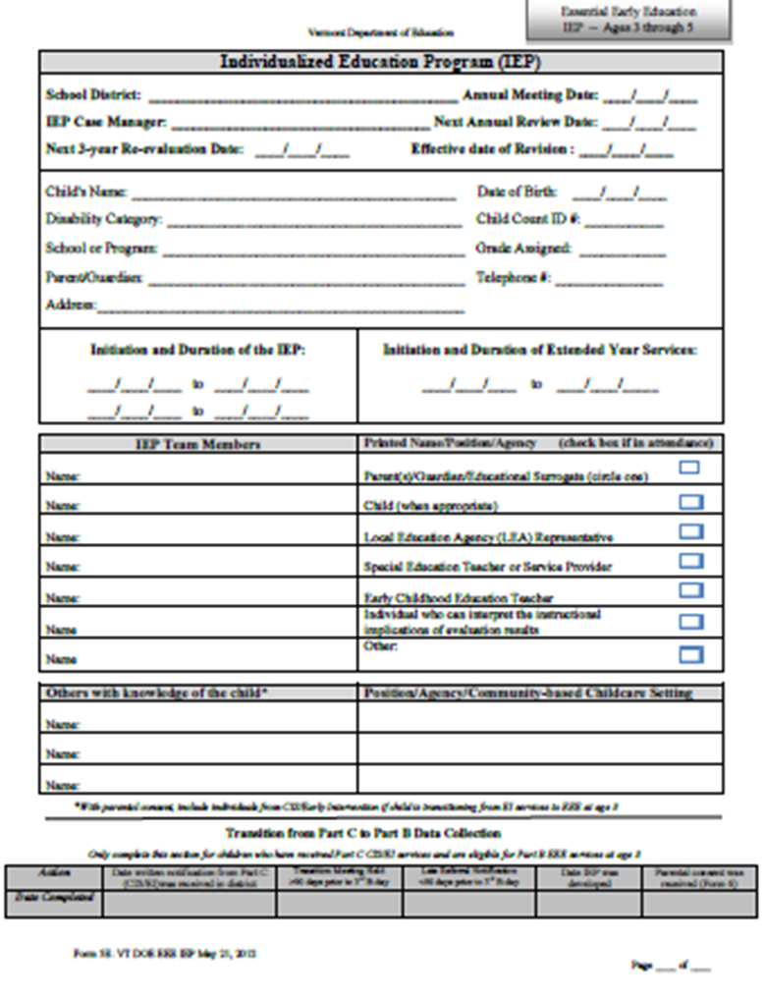 Essential Early Education
IEP – Ages 3 through 5
Vermont Department of Education
Individualized Education Program (IEP)
School District: ____________________ Annual Meeting Date: ___/___/___
IEP Case Manager: ____________________ Next Annual Review Date: ___/___/___
Next 3-year Re-evaluation Date: ___/___/___ Effective date of Revision : ___/___/___
Child's Name: ____________________ Date of Birth: ___/___/___
Disability Category: ____________________ Child Count ID #: __________
School or Program: ____________________ Grade Assigned: __________
Parent/Guardian: ____________________ Telephone #: __________
Address: ____________________
Initiation and Duration of the IEP: Initiation and Duration of Extended Year Services:
___/___/___ to ___/___/___ ___/___/___ to ___/___/___
___/___/___ to ___/___/___
IEP Team Members Printed Name/Position/Agency (check box if in attendance)
Name: Parent(s)/Guardian/Educational Surrogate (circle one)
Name: Child (when appropriate)
Name: Local Education Agency (LEA) Representative
Name: Special Education Teacher or Service Provider
Name: Early Childhood Education Teacher
Name Individual who can interpret the instructional
implications of evaluation results
Name Other:
Others with knowledge of the child* Position/Agency/Community-based Childcare Setting
Name:
Name:
Name:
*With parental consent, include individuals from CIS/Early Intervention if child is transitioning from EI services to EEE at age 3
Transition from Part C to Part B Data Collection
Only complete this section for children who have received Part C CIS/EI services and are eligible for Part B EEE services at age 3
Action Date written notification from Part C Transition Meeting Held Late Referral Notification Date IEP was Parental consent was
(CIS/EI) was received in district >90 days prior to 3rd B-day <90 days prior to 3rd B-day developed received (Form 6)
Date Completed
VT DOE EEE IEP May 21, 2012
Page ___ of ___